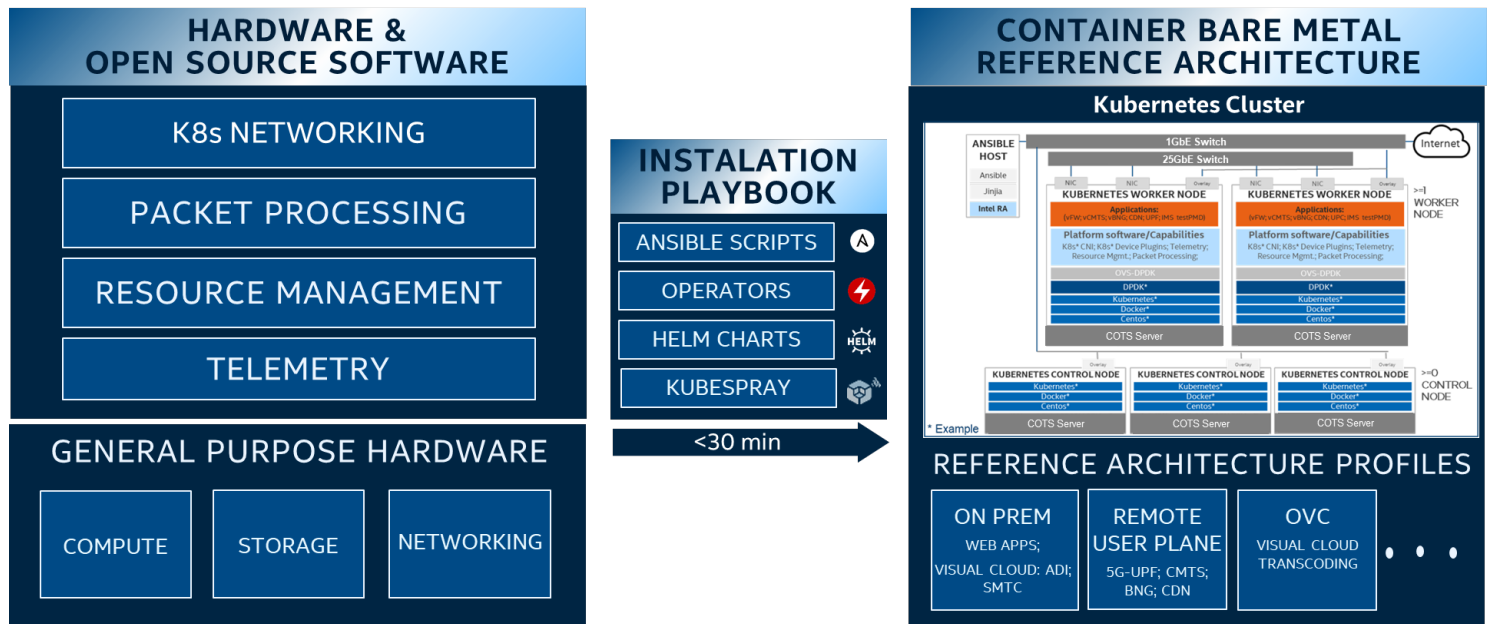 HARDWARE &
OPEN SOURCE SOFTWARE
K8s NETWORKING
PACKET PROCESSING
RESOURCE MANAGEMENT
TELEMETRY
GENERAL PURPOSE HARDWARE
COMPUTE
STORAGE
NETWORKING
INSTALATION
PLAYBOOK
ANSIBLE SCRIPTS
A
OPERATORS
HELM CHARTS
HELM
KUBESPRAY
<30 min
CONTAINER BARE METAL
REFERENCE ARCHITECTURE
Kubernetes Cluster
ANSIBLE
HOST
Ansible
Jinjia
Intel RA
1GbE Switch
25GbE Switch
Internet
NIC
NIC
Overlay
KUBERNETES WORKER NODE
Applications:
(vFW; vCMTS; vBNG; CDN; UPF; IMS testPMD)
Platform software/Capabilities
K8s* CNI; K8s* Device Plugins; Telemetry;
Resource Mgmt.; Packet Processing;
OVS-DPDK
DPDK*
Kubernetes*
Docker*
Centos*
COTS Server
NIC
NIC
Overlay
KUBERNETES WORKER NODE
Applications:
(vFW; vCMTS; vBNG; CDN; UPC; IMS testPMD)
Platform software/Capabilities
K8s* CNI; K8s* Device Plugins; Telemetry;
Resource Mgmt.; Packet Processing;
OVS-DPDK
DPDK*
Kubernetes*
Docker*
Centos*
COTS Server
>=1
WORKER
NODE
Overlay
KUBERNETES CONTROL NODE
Kubernetes*
Docker*
Centos*
COTS Server
Overlay
KUBERNETES CONTROL NODE
Kubernetes*
Docker*
Centos*
COTS Server
Overlay
KUBERNETES CONTROL NODE
Kubernetes*
Docker*
Centos*
COTS Server
>=0
CONTROL
NODE
* Example
REFERENCE ARCHITECTURE PROFILES
ON PREM
WEB APPS;
VISUAL CLOUD: ADI;
SMTC
REMOTE
USER PLANE
5G-UPF; CMTS;
BNG; CDN
OVC
VISUAL CLOUD
TRANSCODING
• • •